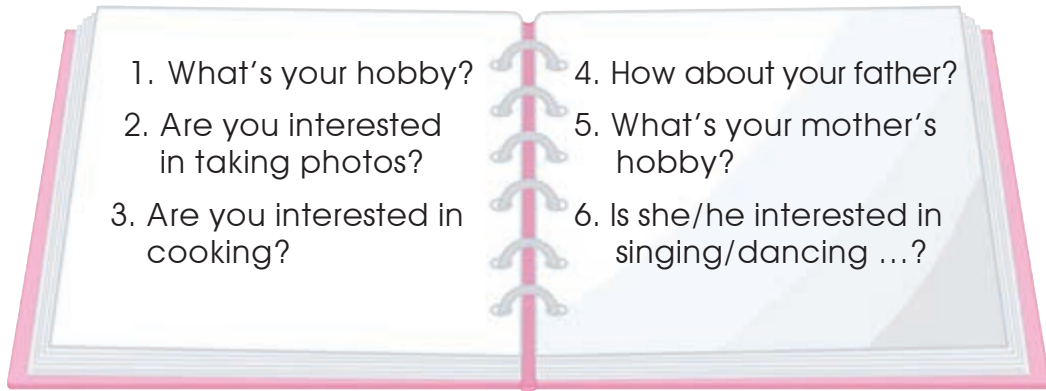 1. What's your hobby?
2. Are you interested
in taking photos?
3. Are you interested in
cooking?
4. How about your father?
5. What's your mother's
hobby?
6. Is she/he interested in
singing/dancing …?